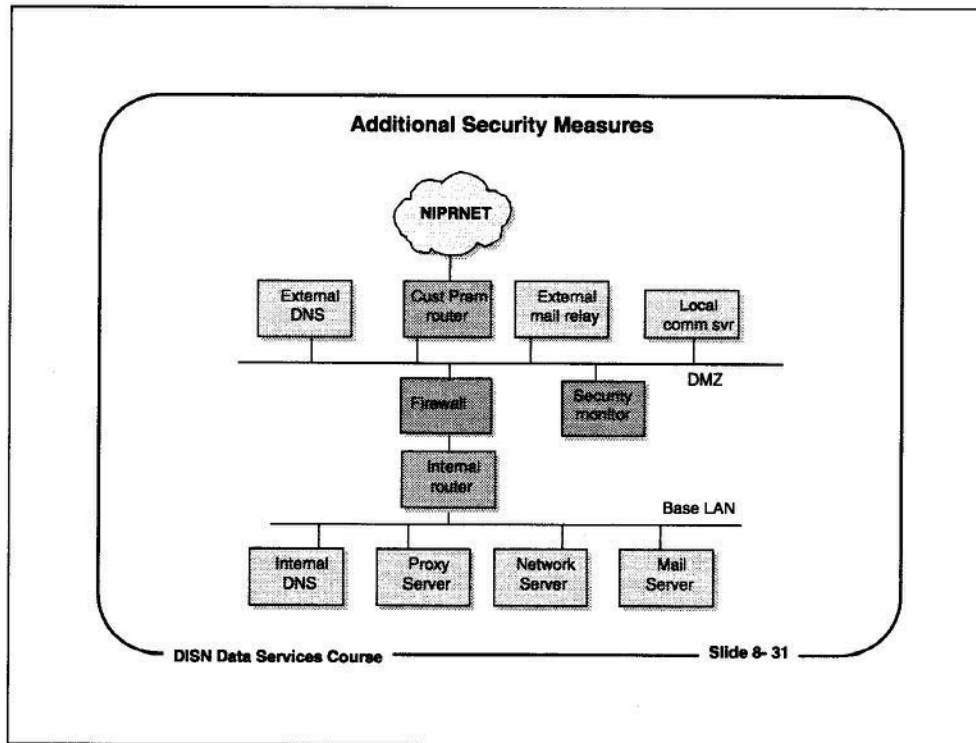 Additional Security Measures
NIPRNET
External
DNS
Cust Prem
router
External
mail relay
Local
comm svr
DMZ
Firewall
Security
monitor
Internal
router
Base LAN
Internal
DNS
Proxy
Server
Network
Server
Mail
Server
DISN Data Services Course
Slide 8- 31